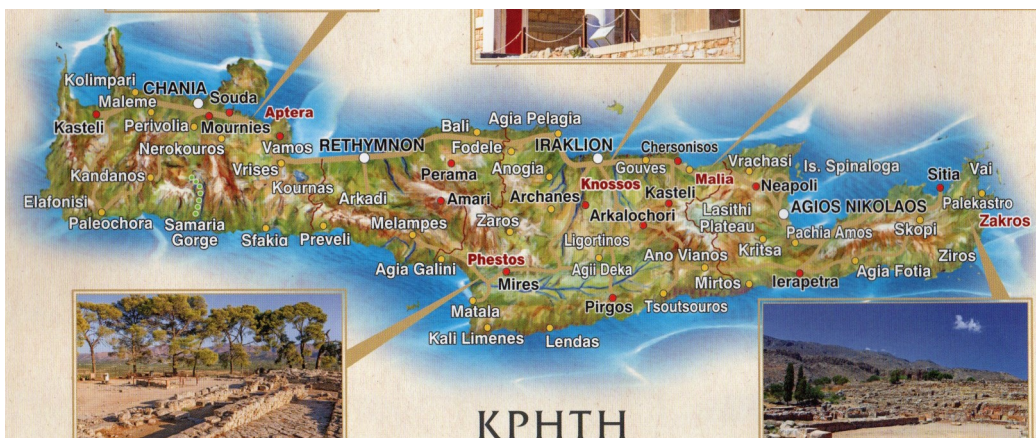 Kolimpari
CHANIA
Souda
Maleme
Aptera
Kasteli
Perivolia
Mournies
Nerokouros
Vamos
Vrises
Kandanos
Kournas
Elafonisi
Paleochora
Samaria
Gorge
Sfakia
Preveli
RETHYMNON
Arkadi
Bali
Agia Pelagia
Fodele
IRAKLION
Perama
Anogia
Gouves
Chersonisos
Knossos
Malia
Amari
Archanes
Kasteli
Melampes
Zaros
Arkalochori
Ligortinos
Agia Galini
Phestos
Mires
Agii Deka
Ano Vianos
Matala
Pirgos
Tsoutsouros
Kali Limenes
Lendas
Vrachasi
Is. Spinaloga
Neapoli
Lasithi
Plateau
AGIOS NIKOLAOS
Kritsa
Pachia Amos
Mirtos
Ierapetra
Agia Fotia
Sitia
Vai
Palekastro
Skopi
Zakros
Ziros
ΚΡΗΤΗ